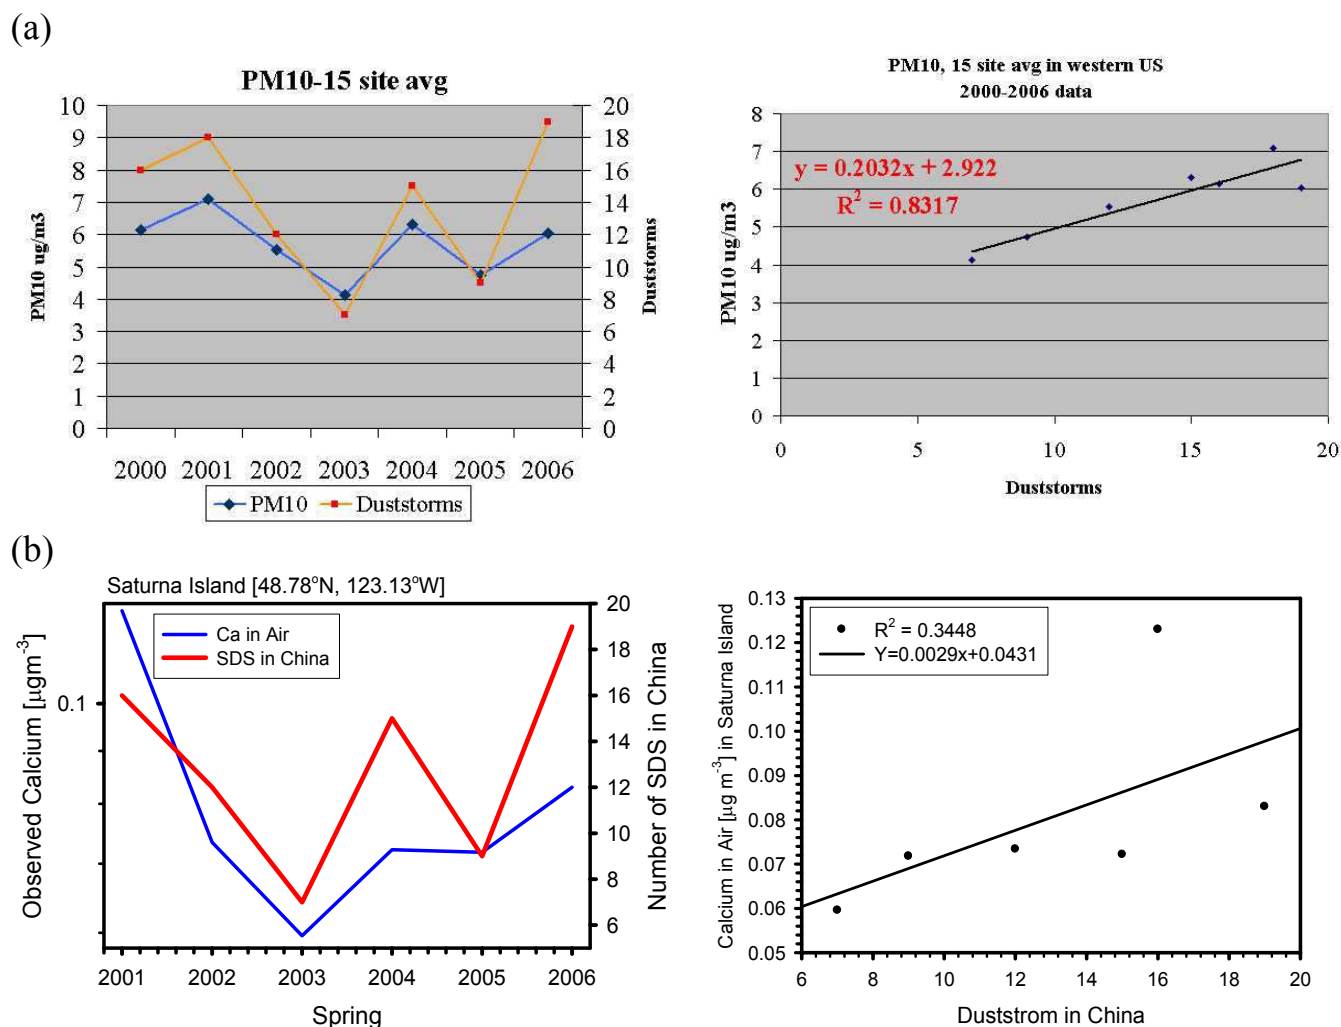 (a)
PM10-15 site avg
10
9
8
7
6
5
4
3
2
1
0
PM10 ug/m3
20
18
16
14
12
10
8
6
4
2
0
Duststorms
2000 2001 2002 2003 2004 2005 2006
PM10 Duststorms
PM10, 15 site avg in western US
2000-2006 data
y = 0.2032x + 2.922
R² = 0.8317
8
7
6
5
4
3
2
1
0
PM10 ug/m3
0 5 10 15 20
Duststorms
(b)
Saturna Island [48.78°N, 123.13°W]
Ca in Air
SDS in China
Observed Calcium [µgm⁻³]
0.1
20
18
16
14
12
10
8
6
Number of SDS in China
2001 2002 2003 2004 2005 2006
Spring
R² = 0.3448
Y=0.0029x+0.0431
0.13
0.12
0.11
0.10
0.09
0.08
0.07
0.06
0.05
Calcium in Air [µg m⁻³] in Saturna Island
6 8 10 12 14 16 18 20
Duststrom in China